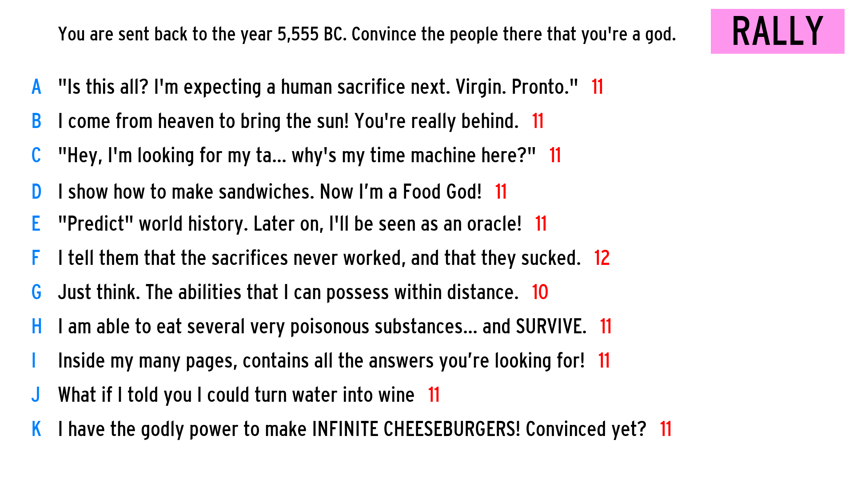 You are sent back to the year 5,555 BC. Convince the people there that you're a god.
RALLY
A "Is this all? I'm expecting a human sacrifice next. Virgin. Pronto." 11
B I come from heaven to bring the sun! You're really behind. 11
C "Hey, I'm looking for my ta... why's my time machine here?" 11
D I show how to make sandwiches. Now I’m a Food God! 11
E "Predict" world history. Later on, I'll be seen as an oracle! 11
F I tell them that the sacrifices never worked, and that they sucked. 12
G Just think. The abilities that I can possess within distance. 10
H I am able to eat several very poisonous substances... and SURVIVE. 11
I Inside my many pages, contains all the answers you’re looking for! 11
J What if I told you I could turn water into wine 11
K I have the godly power to make INFINITE CHEESEBURGERS! Convinced yet? 11